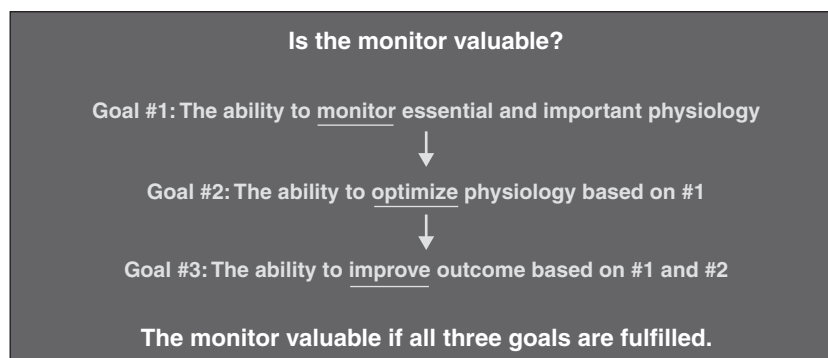 Is the monitor valuable?
Goal #1: The ability to monitor essential and important physiology
Goal #2: The ability to optimize physiology based on #1
Goal #3: The ability to improve outcome based on #1 and #2
The monitor valuable if all three goals are fulfilled.